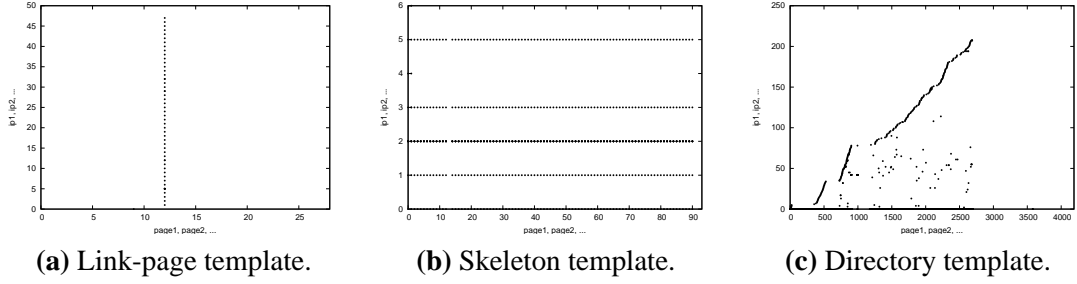 50
45
40
35
30
25
20
15
10
5
0
ip1, ip2, ...
0 5 10 15 20 25
page1, page2, ...
(a) Link-page template.
6
5
4
3
2
1
0
ip1, ip2, ...
0 10 20 30 40 50 60 70 80 90
page1, page2, ...
(b) Skeleton template.
250
200
150
100
50
0
ip1, ip2, ...
0 500 1000 1500 2000 2500 3000 3500 4000
page1, page2, ...
(c) Directory template.